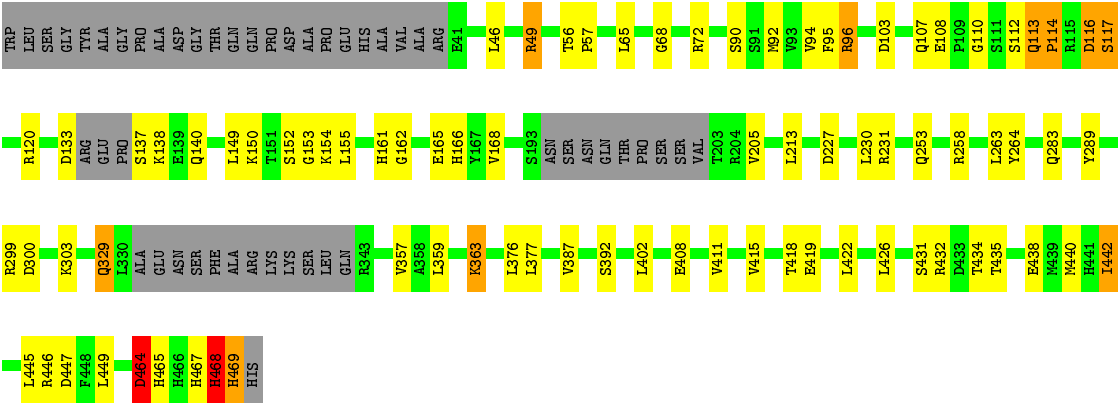 TRP LEU SER GLY TYR ALA GLY PRO ALA ASP GLY THR GLN GLN PRO ASP ALA PRO GLU HIS ALA VAL ALA ARG E41 L46 R49 T56 P57 L65 G68 R72 S90 S91 M92 V93 V94 F95 R96 D103 Q107 E108 P109 G110 S111 S112 Q113 P114 R115 D116 S117
R120 D133 ARG GLU PRO S137 K138 E139 Q140 L149 K150 T151 S152 G153 K154 L155 H161 G162 E165 H166 Y167 V168 S193 ASN SER ASN GLN THR PRO SER SER VAL T203 R204 V205 L213 D227 L230 R231 Q253 R258 L263 Y264 Q283 Y289
R299 D300 K303 Q329 L330 ALA GLU ASN SER PHE ALA ARG LYS LYS SER LEU GLN R343 V357 A358 L359 K363 L376 L377 V387 S392 L402 E408 V411 V415 T418 E419 L422 L426 S431 R432 D433 T434 T435 E438 M439 M440 H441 I442
L445 R446 D447 F448 L449 D464 H465 H466 H467 H468 H469 HIS